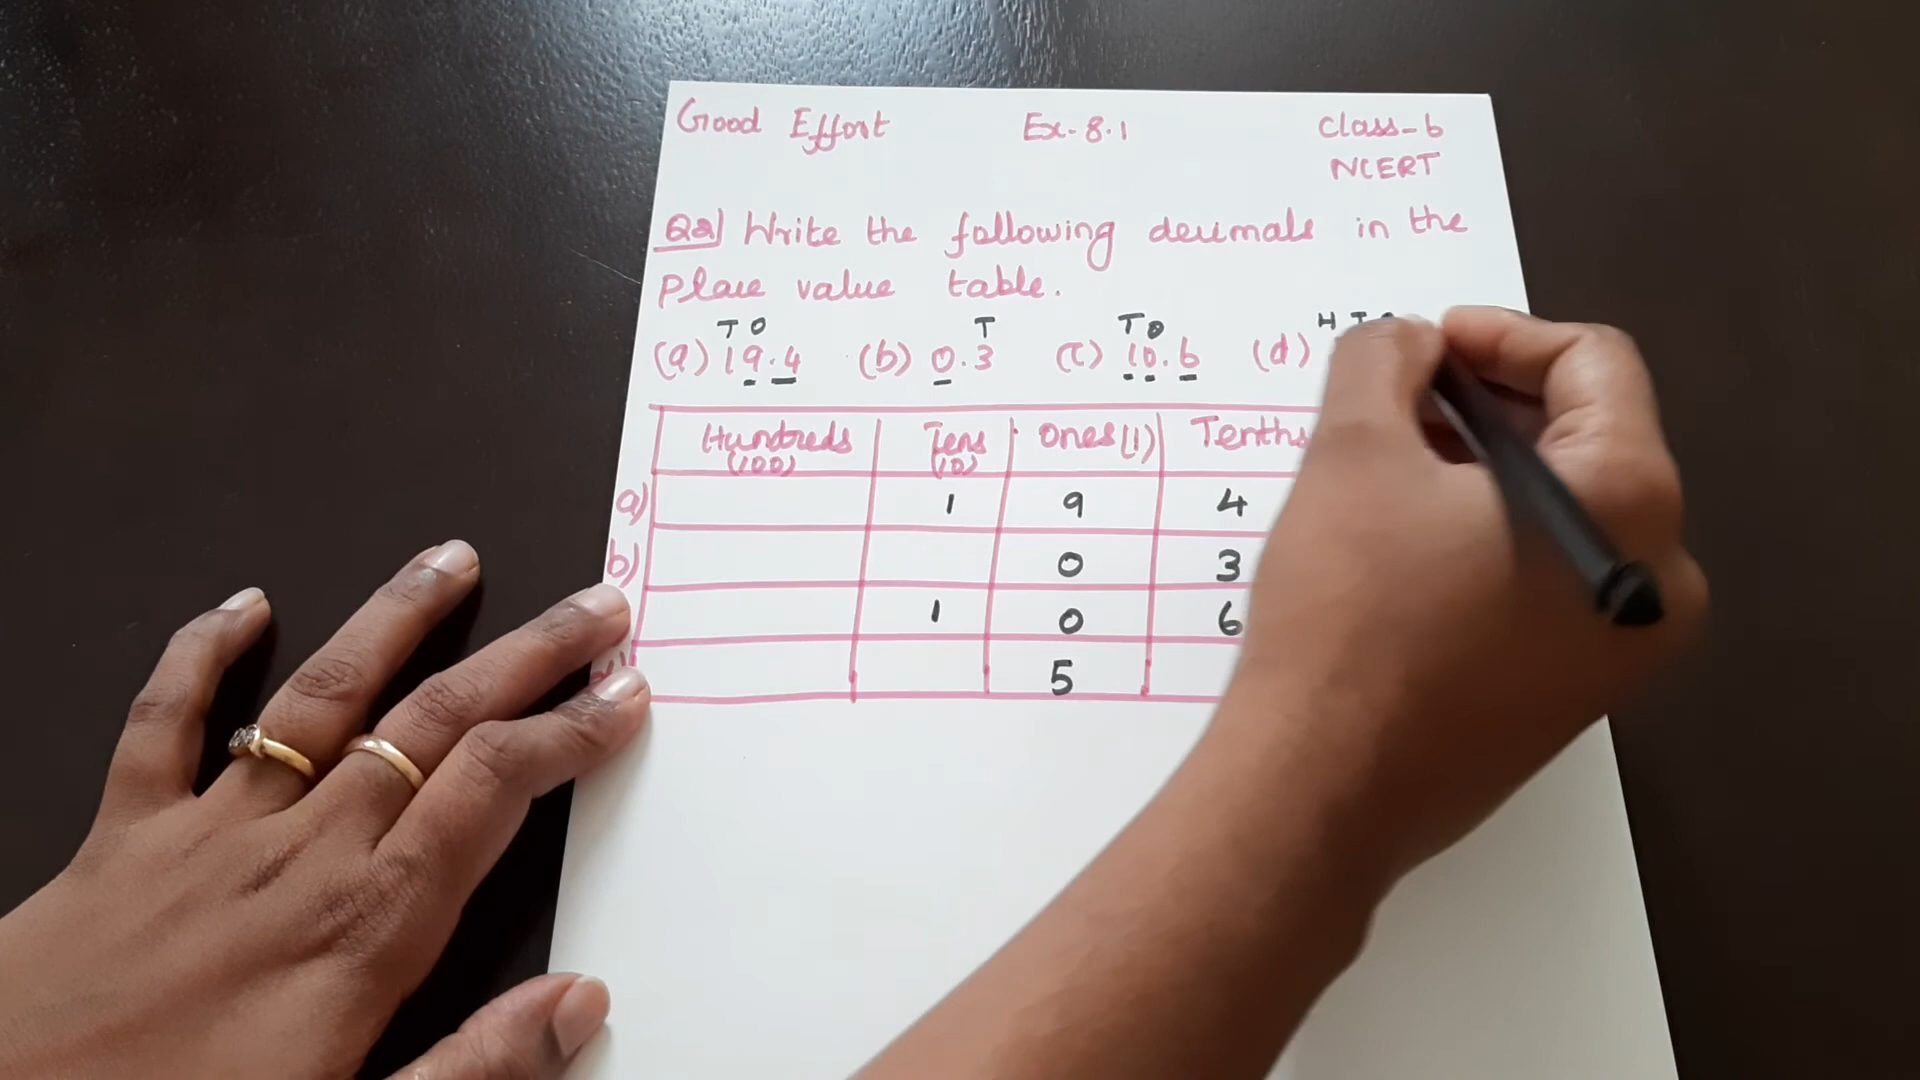 Good Effort Ex-8.1 Class-6
NCERT
Q2) Write the following decimals in the
place value table.
T O T T O H T
(a) 19.4 (b) 0.3 (c) 10.6 (d)
Hundreds (100) Tens (10) Ones (1) Tenths
a) 1 9 4
b) 0 3
1 0 6
5